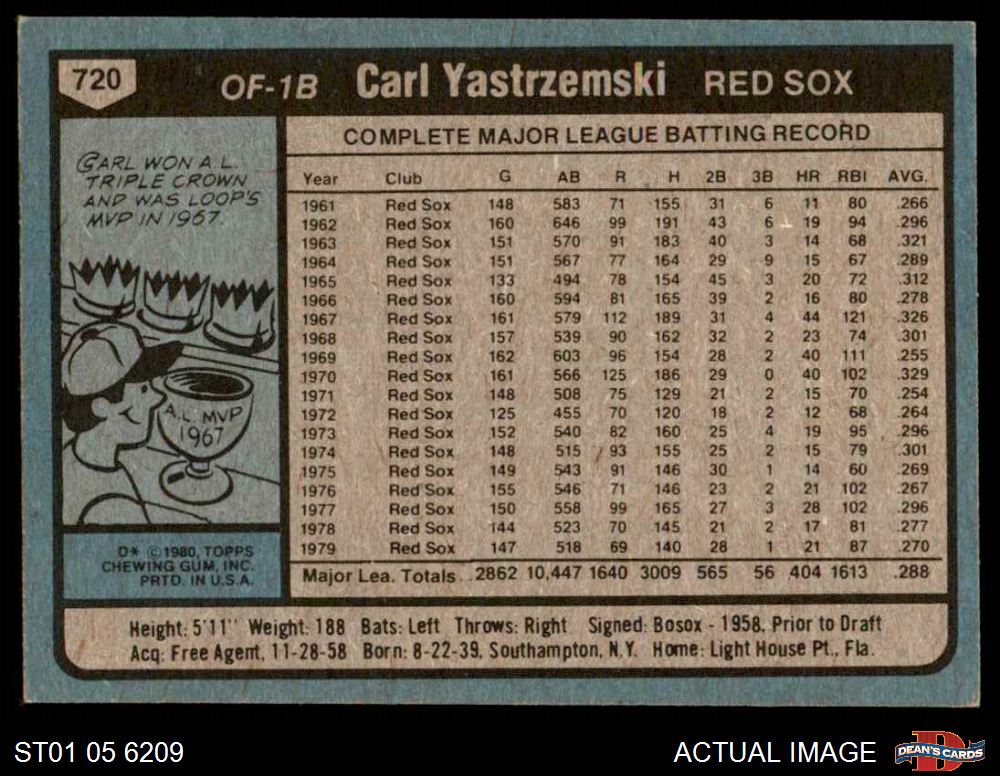 720 OF-1B Carl Yastrzemski RED SOX
CARL WON A.L.
TRIPLE CROWN
AND WAS LOOP'S
MVP IN 1967.
A.L. MVP
1967
D* © 1980, TOPPS
CHEWING GUM, INC.
PRTD. IN U.S.A.
COMPLETE MAJOR LEAGUE BATTING RECORD
Year Club G AB R H 2B 3B HR RBI AVG.
1961 Red Sox 148 583 71 155 31 6 11 80 .266
1962 Red Sox 160 646 99 191 43 6 19 94 .296
1963 Red Sox 151 570 91 183 40 3 14 68 .321
1964 Red Sox 151 567 77 164 29 9 15 67 .289
1965 Red Sox 133 494 78 154 45 3 20 72 .312
1966 Red Sox 160 594 81 165 39 2 16 80 .278
1967 Red Sox 161 579 112 189 31 4 44 121 .326
1968 Red Sox 157 539 90 162 32 2 23 74 .301
1969 Red Sox 162 603 96 154 28 2 40 111 .255
1970 Red Sox 161 566 125 186 29 0 40 102 .329
1971 Red Sox 148 508 75 129 21 2 15 70 .254
1972 Red Sox 125 455 70 120 18 2 12 68 .264
1973 Red Sox 152 540 82 160 25 4 19 95 .296
1974 Red Sox 148 515 93 155 25 2 15 79 .301
1975 Red Sox 149 543 91 146 30 1 14 60 .269
1976 Red Sox 155 546 71 146 23 2 21 102 .267
1977 Red Sox 150 558 99 165 27 3 28 102 .296
1978 Red Sox 144 523 70 145 21 2 17 81 .277
1979 Red Sox 147 518 69 140 28 1 21 87 .270
Major Lea. Totals 2862 10,447 1640 3009 565 56 404 1613 .288
Height: 5'11" Weight: 188 Bats: Left Throws: Right Signed: Bosox - 1958, Prior to Draft
Acq: Free Agent, 11-28-58 Born: 8-22-39, Southampton, N.Y. Home: Light House Pt., Fla.
ST01 05 6209 ACTUAL IMAGE DEAN'S CARDS